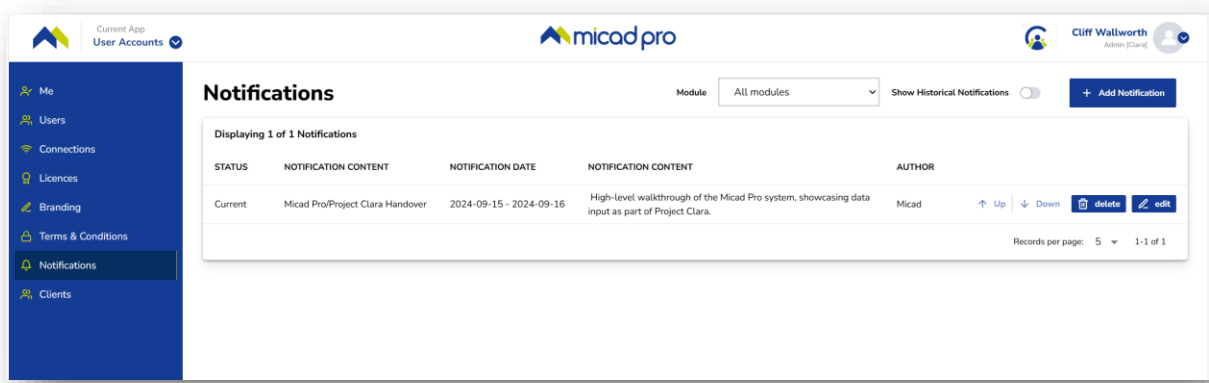 Current App
User Accounts
micad pro
Cliff Wallworth
Admin [Clara]
Me
Users
Connections
Licences
Branding
Terms & Conditions
Notifications
Clients
Notifications
Module
All modules
Show Historical Notifications
+ Add Notification
Displaying 1 of 1 Notifications
STATUS NOTIFICATION CONTENT NOTIFICATION DATE NOTIFICATION CONTENT AUTHOR
Current Micad Pro/Project Clara Handover 2024-09-15 - 2024-09-16 High-level walkthrough of the Micad Pro system, showcasing data Micad ↑ Up ↓ Down delete edit
input as part of Project Clara.
Records per page: 5 1-1 of 1